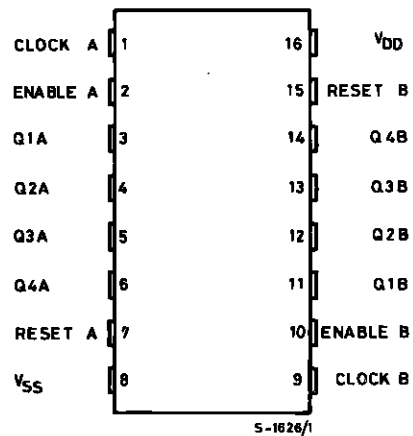 CLOCK A 1 16 VDD
ENABLE A 2 15 RESET B
Q1A 3 14 Q4B
Q2A 4 13 Q3B
Q3A 5 12 Q2B
Q4A 6 11 Q1B
RESET A 7 10 ENABLE B
VSS 8 9 CLOCK B
S-1626/1